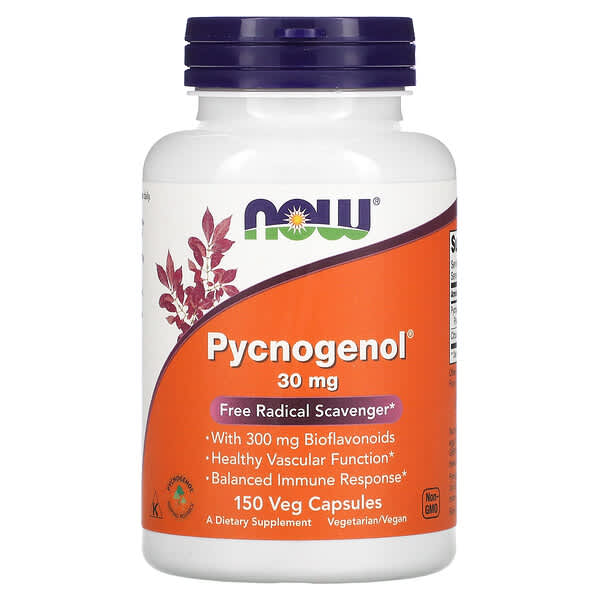 NOW®
Pycnogenol®
30 mg
Free Radical Scavenger*
• With 300 mg Bioflavonoids
• Healthy Vascular Function*
• Balanced Immune Response*
150 Veg Capsules
A Dietary Supplement Vegetarian/Vegan
K
PYCNOGENOL
Non-
GMO